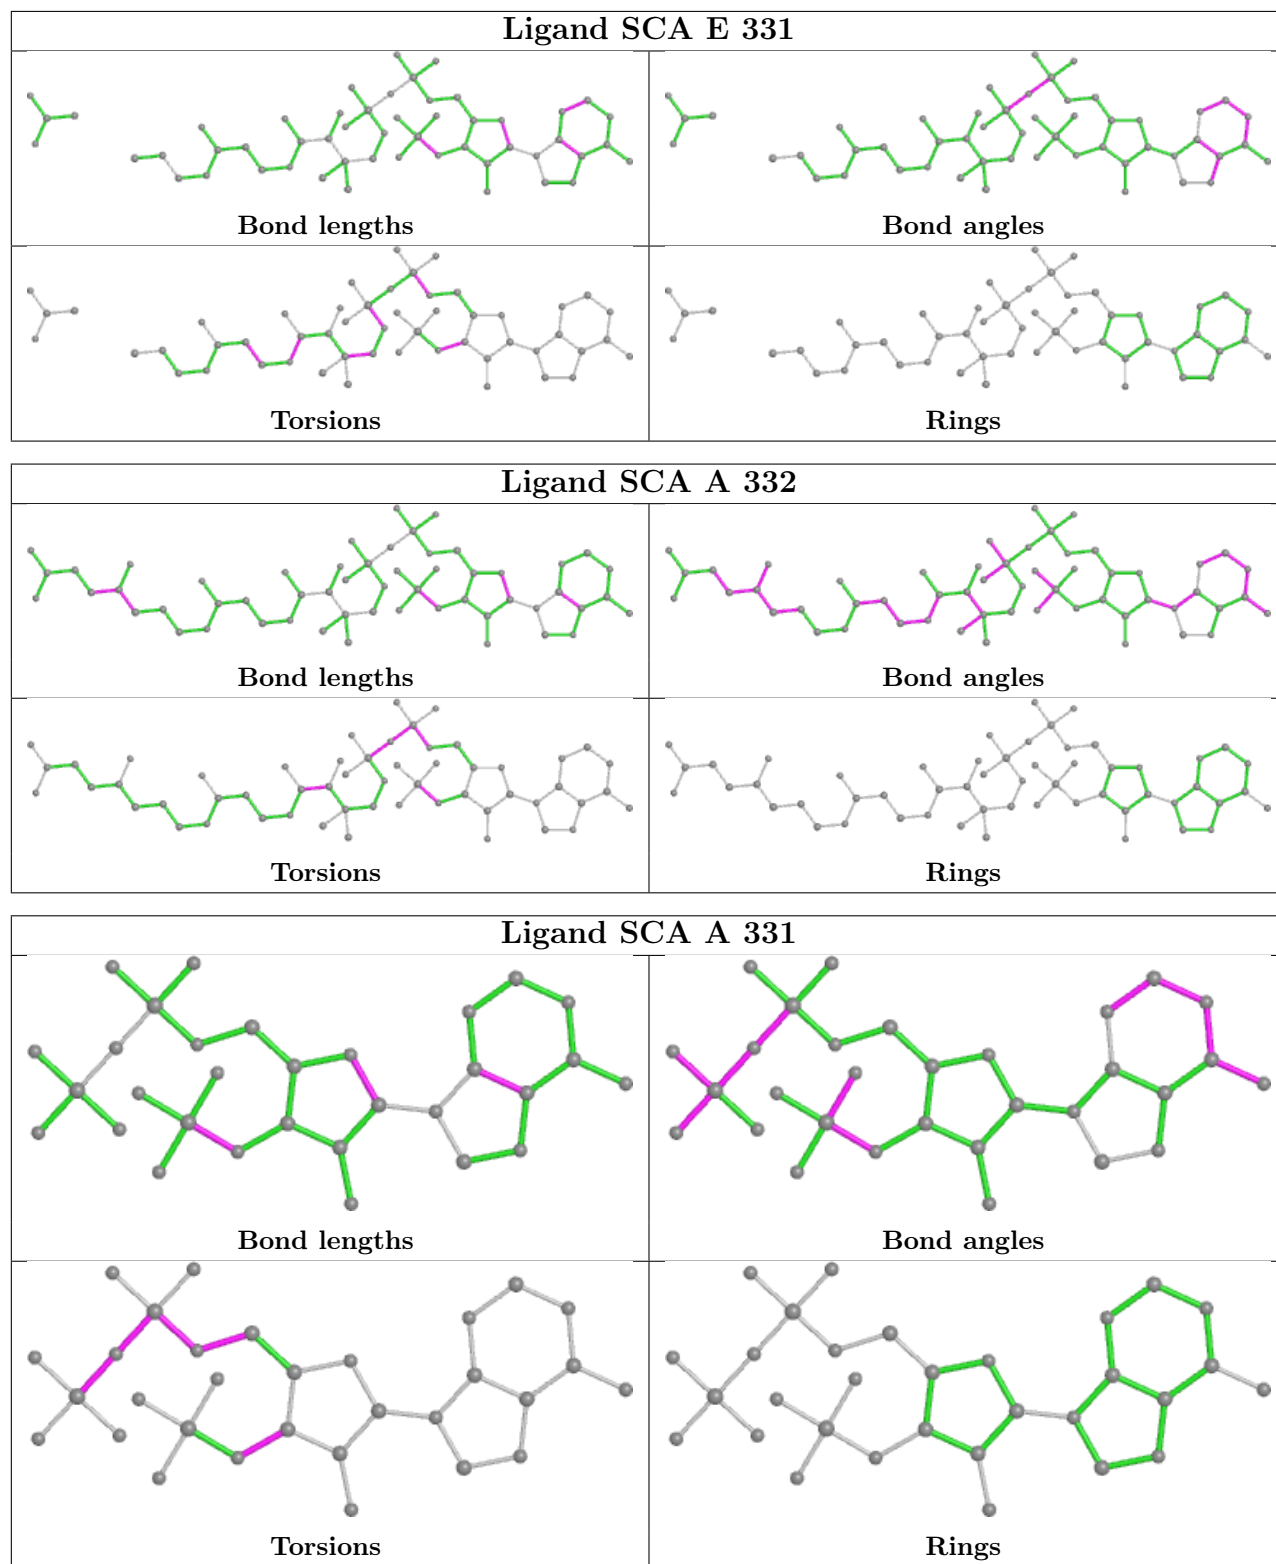 Ligand SCA E 331
Bond lengths
Bond angles
Torsions
Rings
Ligand SCA A 332
Bond lengths
Bond angles
Torsions
Rings
Ligand SCA A 331
Bond lengths
Bond angles
Torsions
Rings